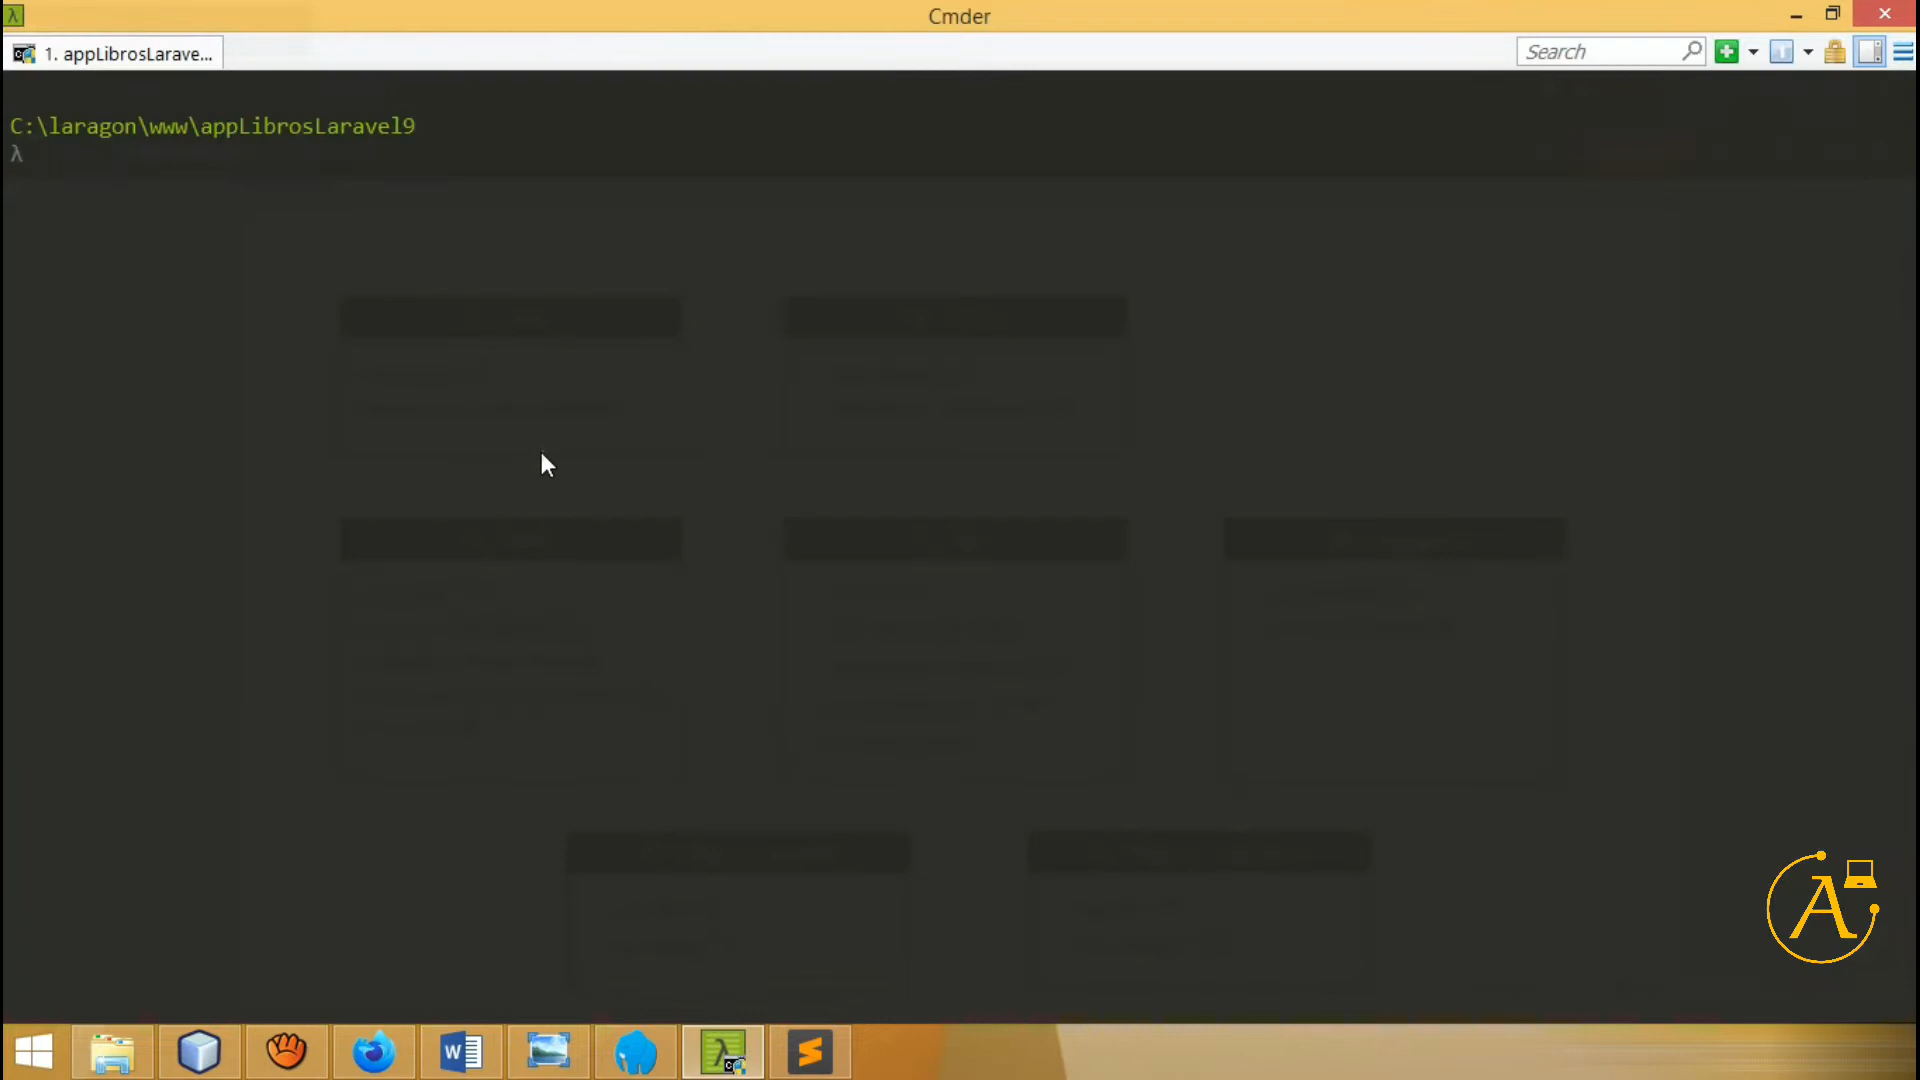 Cmder
1. appLibrosLarave...
Search
C:\laragon\www\appLibrosLaravel9
λ
A